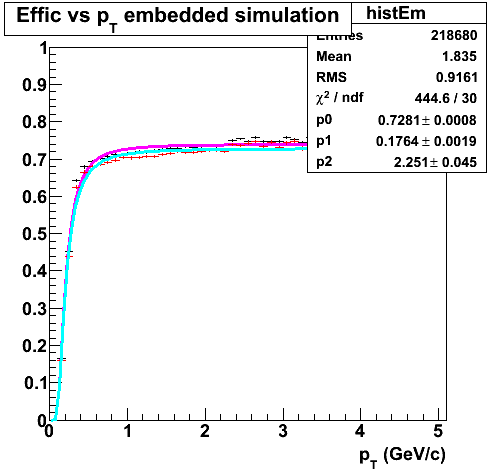 Effic vs p_T embedded simulation
histEm
Entries 218680
Mean 1.835
RMS 0.9161
χ² / ndf 444.6 / 30
p0 0.7281± 0.0008
p1 0.1764± 0.0019
p2 2.251± 0.045
1
0.9
0.8
0.7
0.6
0.5
0.4
0.3
0.2
0.1
0
0 1 2 3 4 5
p_T (GeV/c)